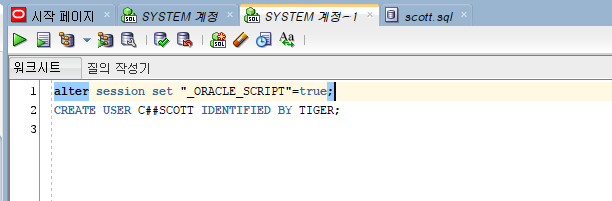 시작 페이지 SYSTEM 계정 SYSTEM 계정~1 scott.sql
워크시트 질의 작성기
1 alter session set "_ORACLE_SCRIPT"=true;
2 CREATE USER C##SCOTT IDENTIFIED BY TIGER;
3